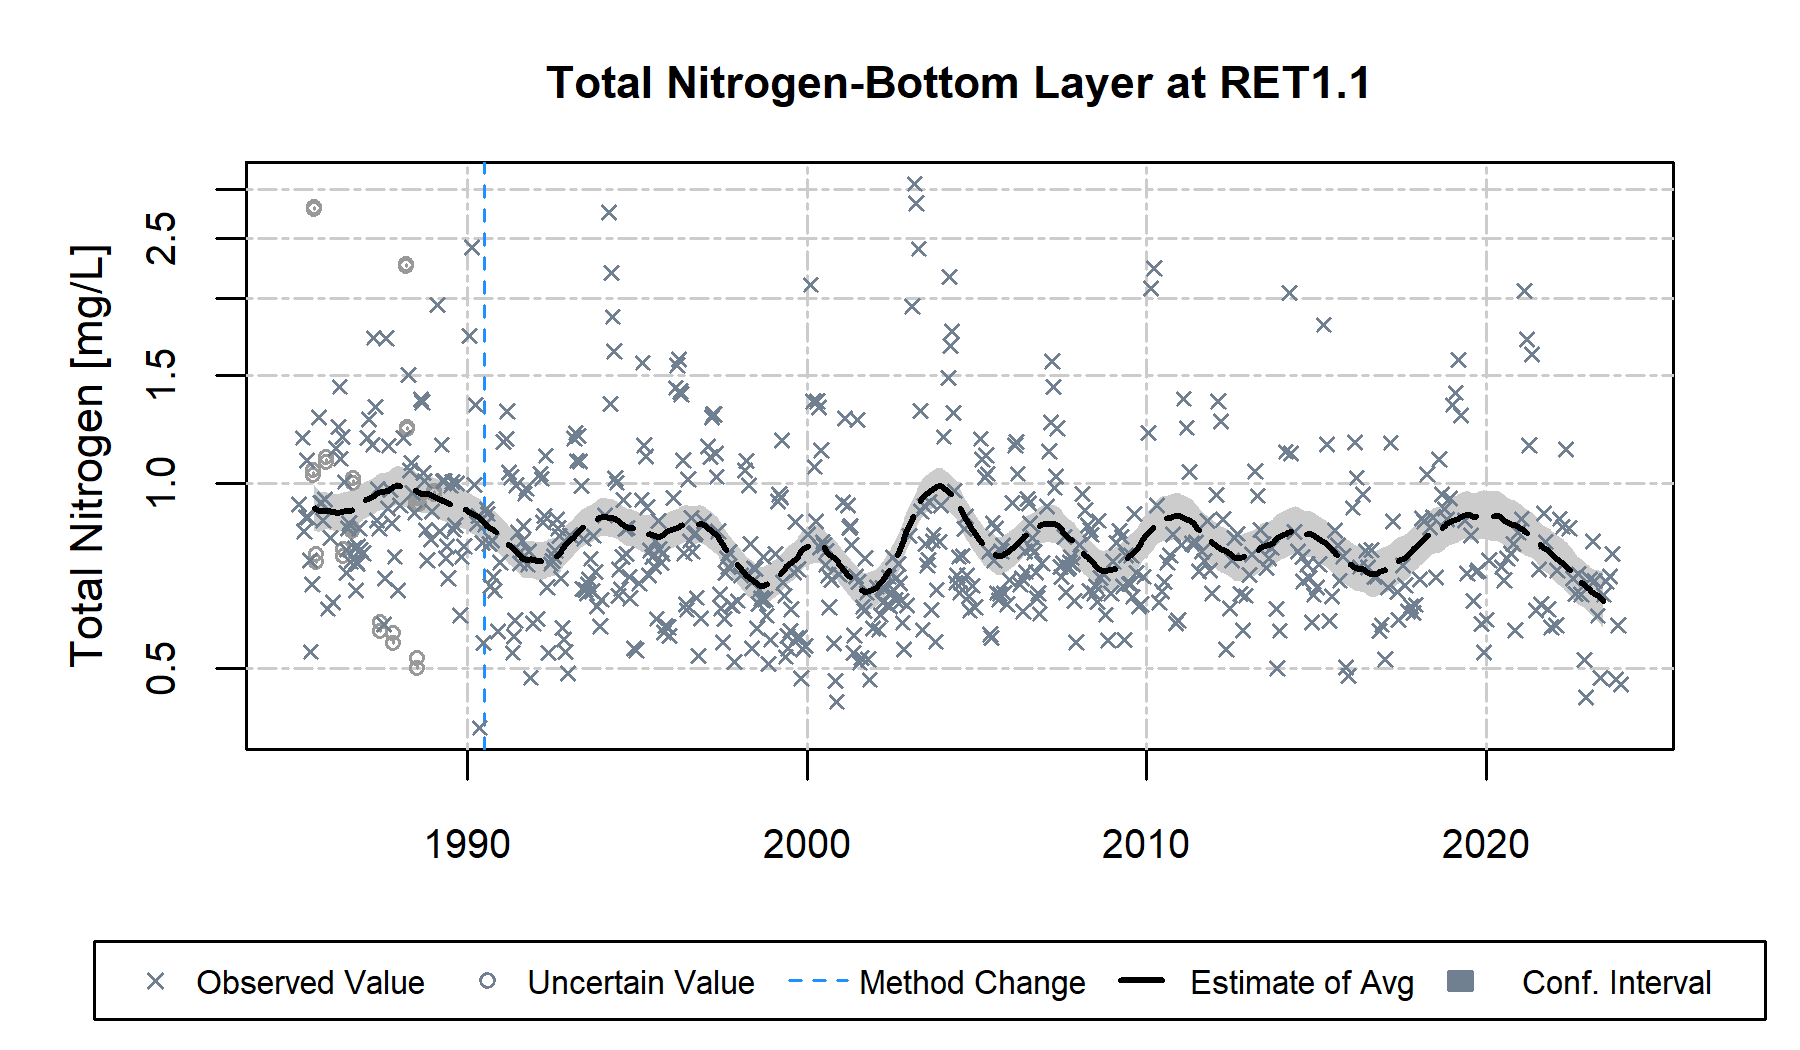 Total Nitrogen-Bottom Layer at RET1.1
Total Nitrogen [mg/L]
2.5
1.5
1.0
0.5
1990 2000 2010 2020
Observed Value Uncertain Value Method Change Estimate of Avg Conf. Interval